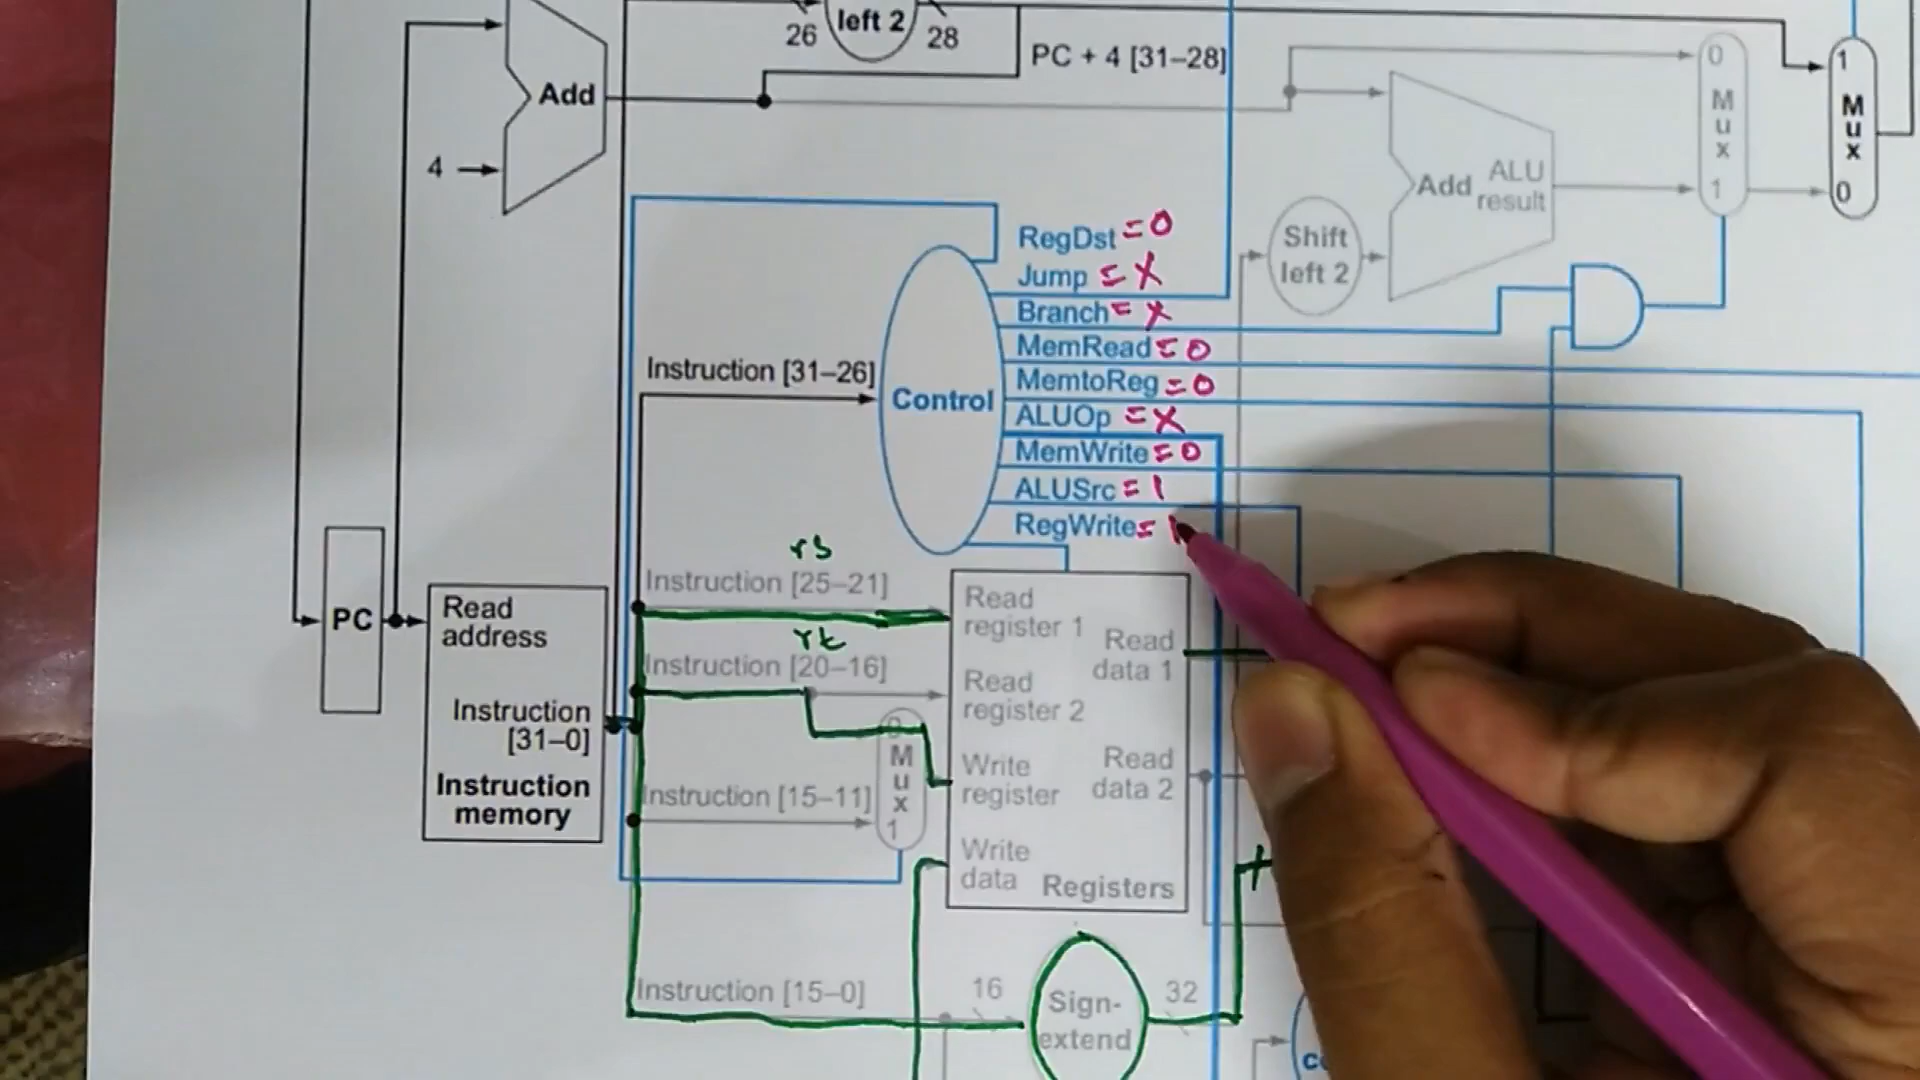 left 2
26
28
PC + 4 [31–28]
Add
4
0
M
u
x
1
1
M
u
x
0
Add
ALU
result
Shift
left 2
RegDst = 0
Jump = X
Branch = X
MemRead = 0
MemtoReg = 0
ALUOp = X
MemWrite = 0
ALUSrc = 1
RegWrite = 1
Instruction [31–26]
Control
PC
Read
address
Instruction
[31–0]
Instruction
memory
rs
Instruction [25–21]
rt
Instruction [20–16]
Instruction [15–11]
0
M
u
x
1
Read
register 1
Read
data 1
Read
register 2
Write
register
Read
data 2
Write
data
Registers
Instruction [15–0]
16
Sign-
extend
32